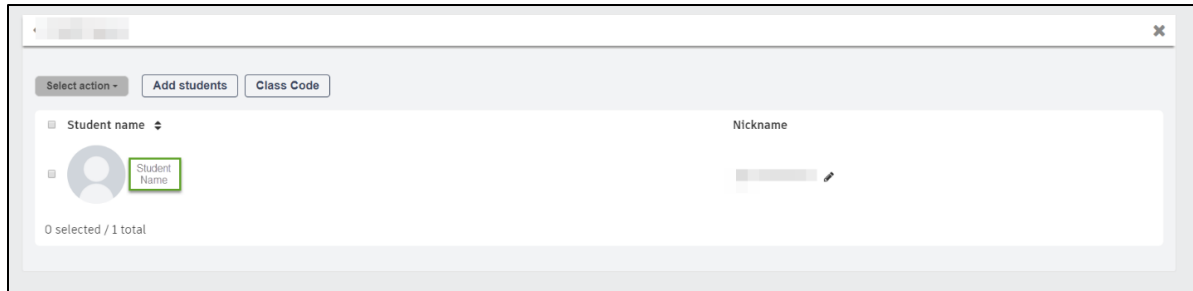 Select action
Add students
Class Code
Student name
Nickname
Student
Name
0 selected / 1 total